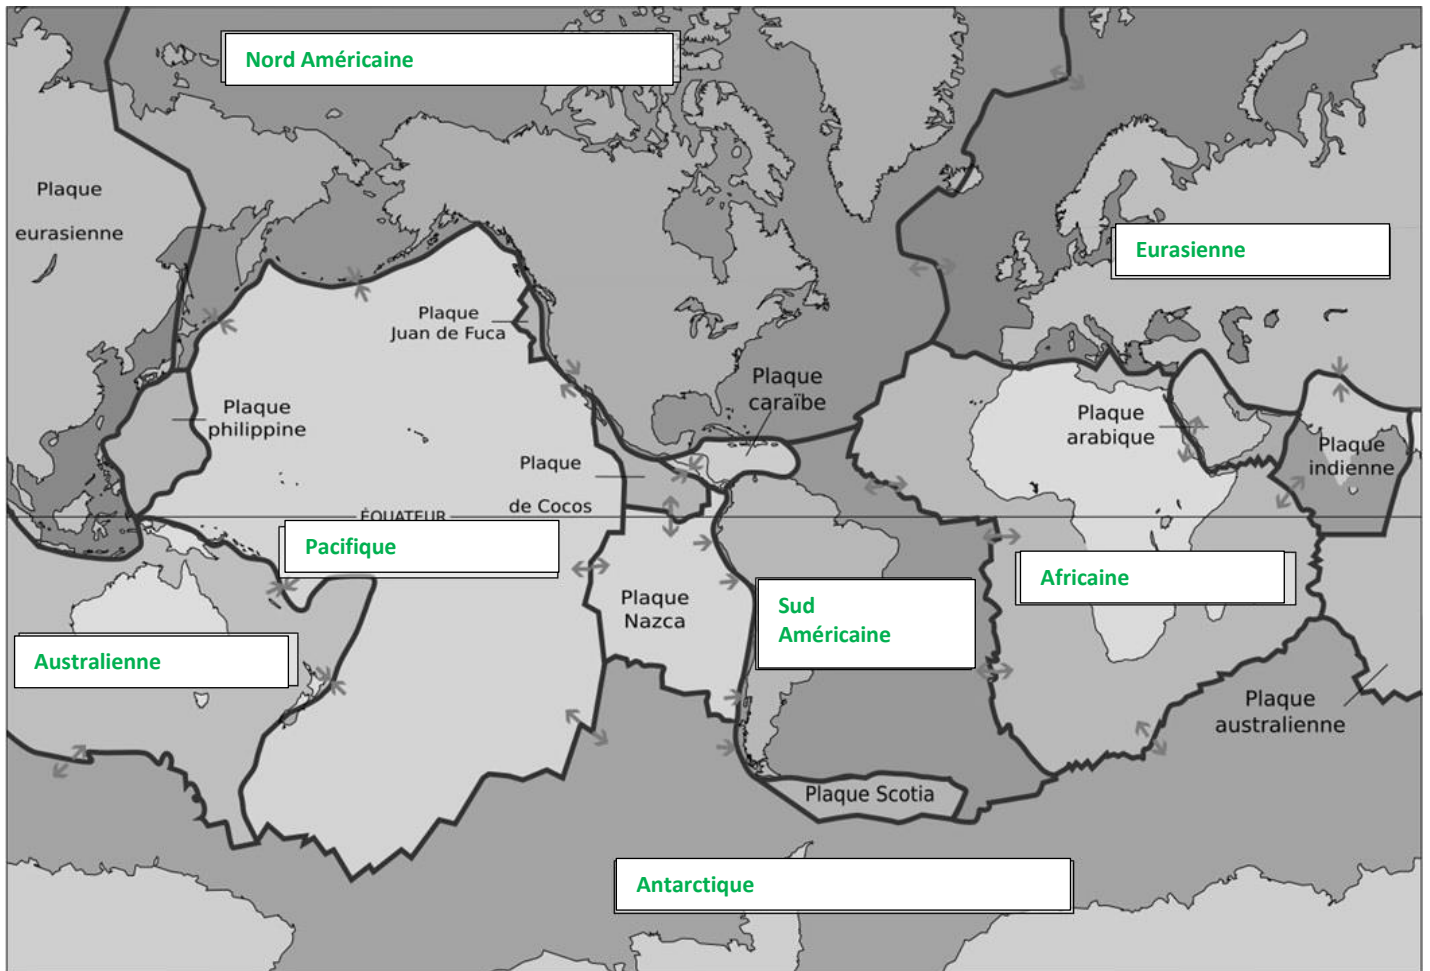 Nord Américaine
Plaque
eurasienne
Eurasienne
Plaque
Juan de Fuca
Plaque
caraïbe
Plaque
philippine
Plaque
arabique
Plaque
indienne
Plaque
de Cocos
ÉQUATEUR
Pacifique
Africaine
Plaque
Nazca
Sud
Américaine
Australienne
Plaque
australienne
Plaque Scotia
Antarctique